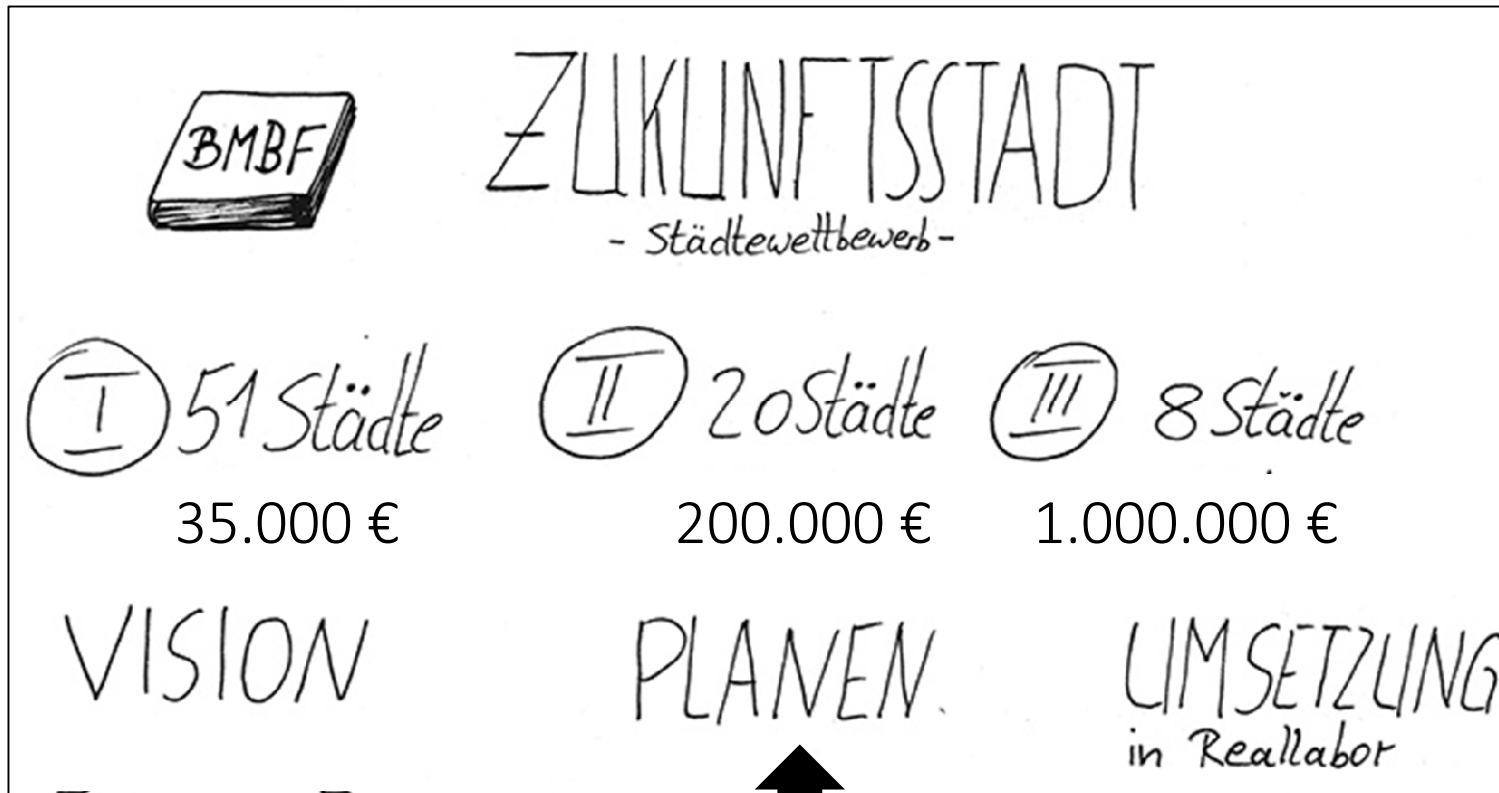 BMBF
ZUKUNFTSSTADT
- Städtewettbewerb -
I 51 Städte
II 20 Städte
III 8 Städte
35.000 €
200.000 €
1.000.000 €
VISION
PLANEN
UMSETZUNG
in Reallabor